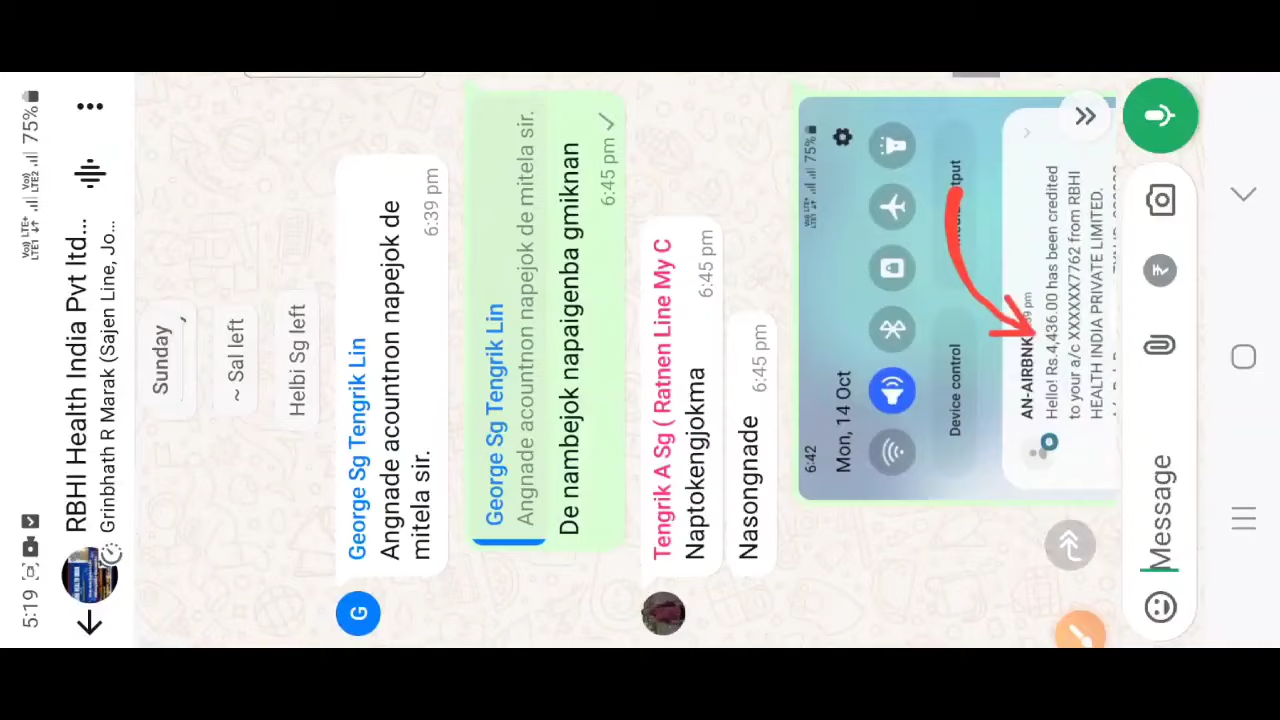 5:19
LTE1 LTE2 75%
RBHI Health India Pvt ltd...
Grinbhath R Marak (Sajen Line, Jo...
Sunday
~ Sal left
Helbi Sg left
G
George Sg Tengrik Lin
Angnade acountnon napejok de
mitela sir.
6:39 pm
George Sg Tengrik Lin
Angnade acountnon napejok de mitela sir.
De nambejok napaigenba gmiknan
6:45 pm
Tengrik A Sg ( Ratnen Line My C
Naptokengjokma
6:45 pm
Nasongnade
6:45 pm
6:42
75%
Mon, 14 Oct
Device control
AN-AIRBNK
Hello! Rs.4,436.00 has been credited
to your a/c XXXXXXX7762 from RBHI
HEALTH INDIA PRIVATE LIMITED.
Message